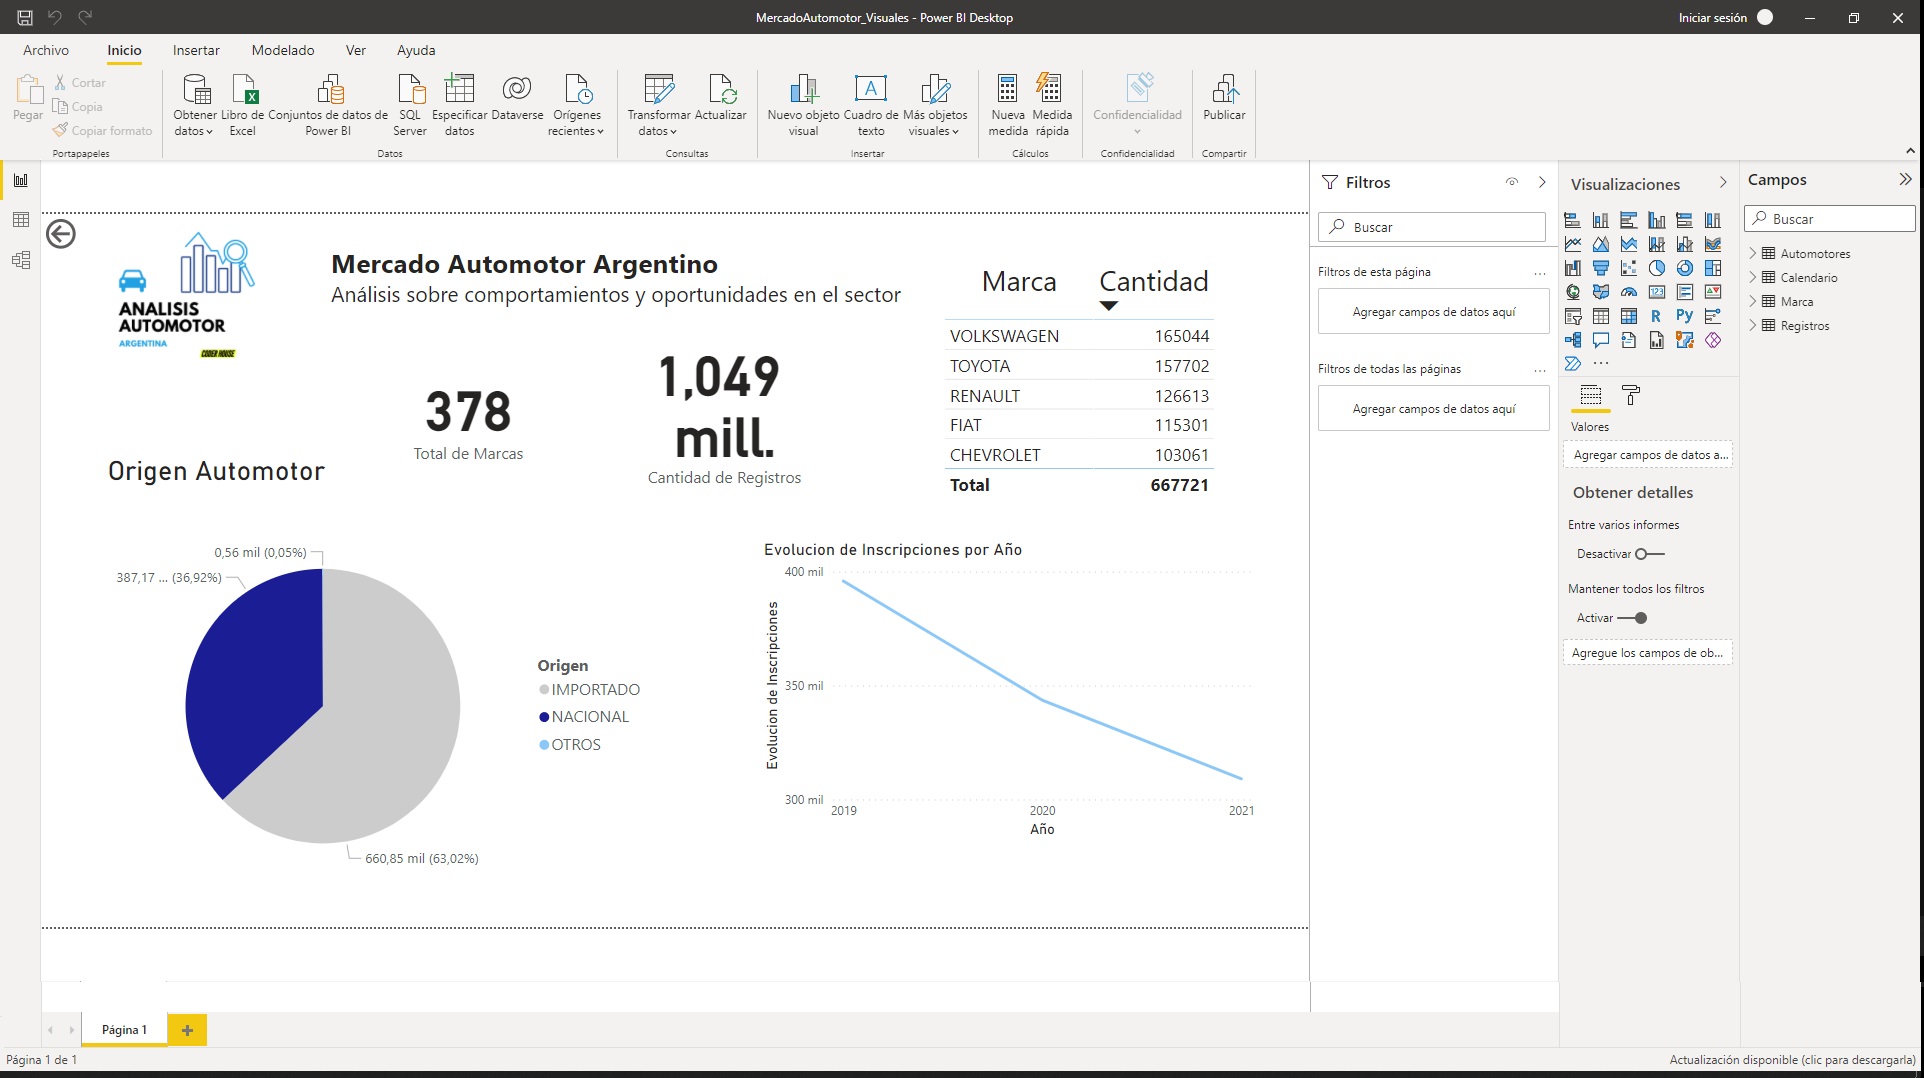 MercadoAutomotor_Visuales - Power BI Desktop
Iniciar sesión
Archivo
Inicio
Insertar
Modelado
Ver
Ayuda
Pegar
Cortar
Copia
Copiar formato
Portapapeles
Obtener datos
Libro de Excel
Conjuntos de datos de Power BI
SQL Server
Especificar datos
Dataverse
Orígenes recientes
Datos
Transformar datos
Actualizar
Consultas
Nuevo objeto visual
Cuadro de texto
A
Más objetos visuales
Insertar
Nueva medida
Medida rápida
Cálculos
Confidencialidad
Confidencialidad
Publicar
Compartir
ANALISIS
AUTOMOTOR
ARGENTINA
CODER HOUSE
Mercado Automotor Argentino
Análisis sobre comportamientos y oportunidades en el sector
378
Total de Marcas
1,049
mill.
Cantidad de Registros
Marca Cantidad
VOLKSWAGEN 165044
TOYOTA 157702
RENAULT 126613
FIAT 115301
CHEVROLET 103061
Total 667721
Origen Automotor
0,56 mil (0,05%)
387,17 ... (36,92%)
660,85 mil (63,02%)
Origen
IMPORTADO
NACIONAL
OTROS
Evolucion de Inscripciones por Año
Evolucion de Inscripciones
400 mil
350 mil
300 mil
2019 2020 2021
Año
Filtros
Buscar
Filtros de esta página ...
Agregar campos de datos aquí
Filtros de todas las páginas ...
Agregar campos de datos aquí
Visualizaciones
123
R
Py
...
Valores
Agregar campos de datos a...
Obtener detalles
Entre varios informes
Desactivar
Mantener todos los filtros
Activar
Agregue los campos de ob...
Campos
Buscar
Automotores
Calendario
Marca
Registros
Página 1
+
Página 1 de 1
Actualización disponible (clic para descargarla)